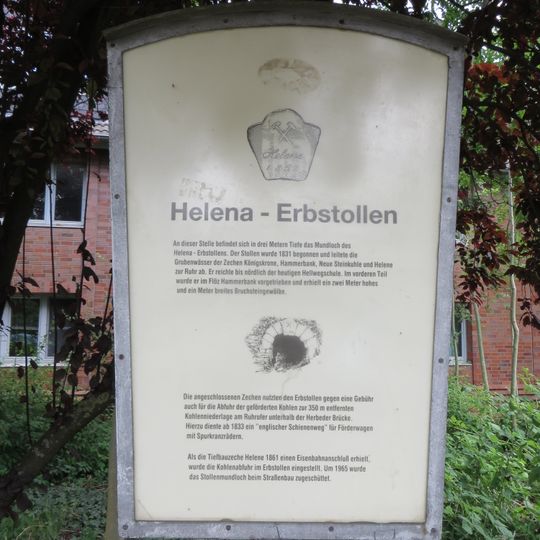 Helene
Helena - Erbstollen
An dieser Stelle befindet sich in drei Metern Tiefe das Mundloch des
Helena - Erbstollens. Der Stollen wurde 1831 begonnen und leitete die
Grubenwässer der Zechen Königskrone, Hammerbank, Neue Steinkuhle und Helene
zur Ruhr ab. Er reichte bis nördlich der heutigen Hellwegschule. Im vorderen Teil
wurde er im Flöz Hammerbank vorgetrieben und erhielt ein zwei Meter hohes
und ein Meter breites Bruchsteingewölbe.
Die angeschlossenen Zechen nutzten den Erbstollen gegen eine Gebühr
auch für die Abfuhr der geförderten Kohlen zur 350 m entfernten
Kohlenniederlage am Ruhrufer unterhalb der Herbeder Brücke.
Hierzu diente ab 1833 ein "englischer Schienenweg" für Förderwagen
mit Spurkranzrädern.
Als die Tiefbauzeche Helene 1861 einen Eisenbahnanschluß erhielt,
wurde die Kohlenabfuhr im Erbstollen eingestellt. Um 1965 wurde
das Stollenmundloch beim Straßenbau zugeschüttet.